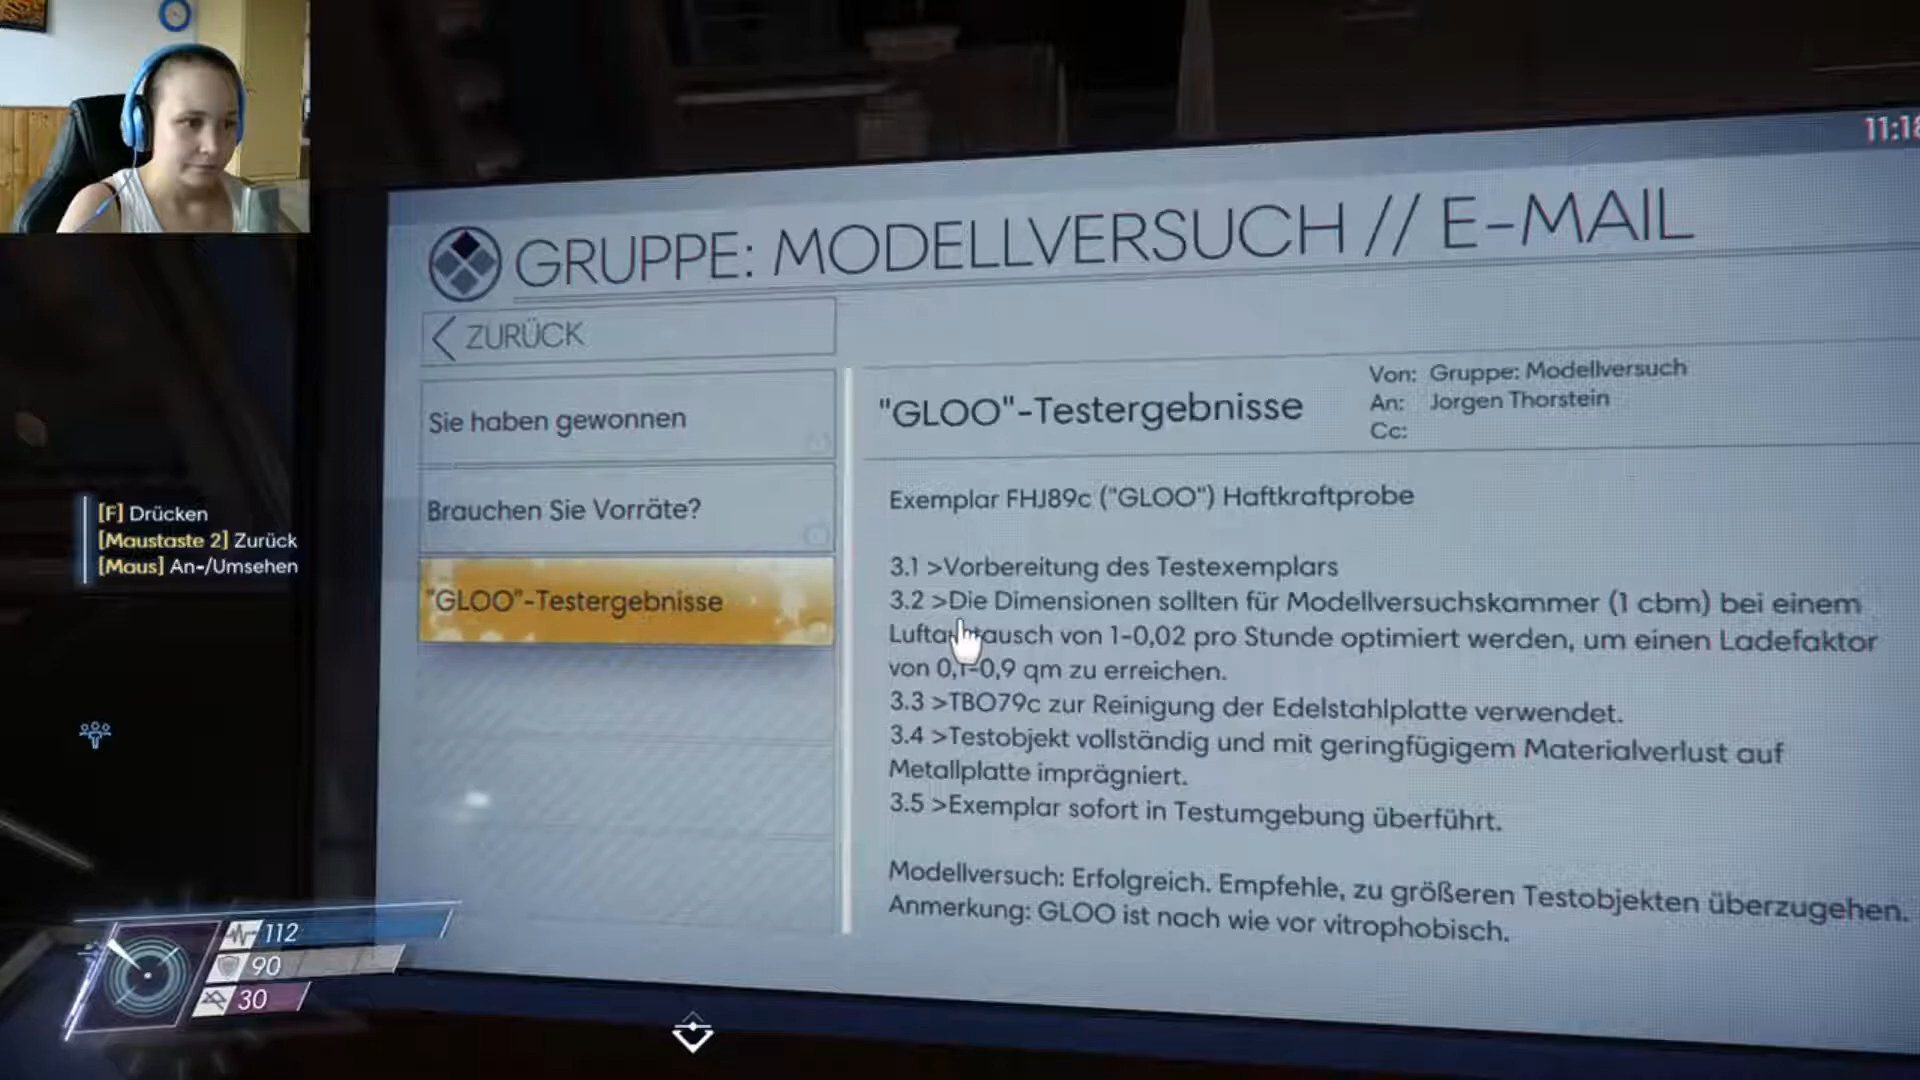 11:18
GRUPPE: MODELLVERSUCH // E-MAIL
ZURÜCK
Sie haben gewonnen
Brauchen Sie Vorräte?
"GLOO"-Testergebnisse
"GLOO"-Testergebnisse
Von: Gruppe: Modellversuch
An: Jorgen Thorstein
Cc:
Exemplar FHJ89c ("GLOO") Haftkraftprobe
3.1 >Vorbereitung des Testexemplars
3.2 >Die Dimensionen sollten für Modellversuchskammer (1 cbm) bei einem
Luftaustausch von 1-0,02 pro Stunde optimiert werden, um einen Ladefaktor
von 0,1-0,9 qm zu erreichen.
3.3 >TBO79c zur Reinigung der Edelstahlplatte verwendet.
3.4 >Testobjekt vollständig und mit geringfügigem Materialverlust auf
Metallplatte imprägniert.
3.5 >Exemplar sofort in Testumgebung überführt.
Modellversuch: Erfolgreich. Empfehle, zu größeren Testobjekten überzugehen.
Anmerkung: GLOO ist nach wie vor vitrophobisch.
[F] Drücken
[Maustaste 2] Zurück
[Maus] An-/Umsehen
112
90
30